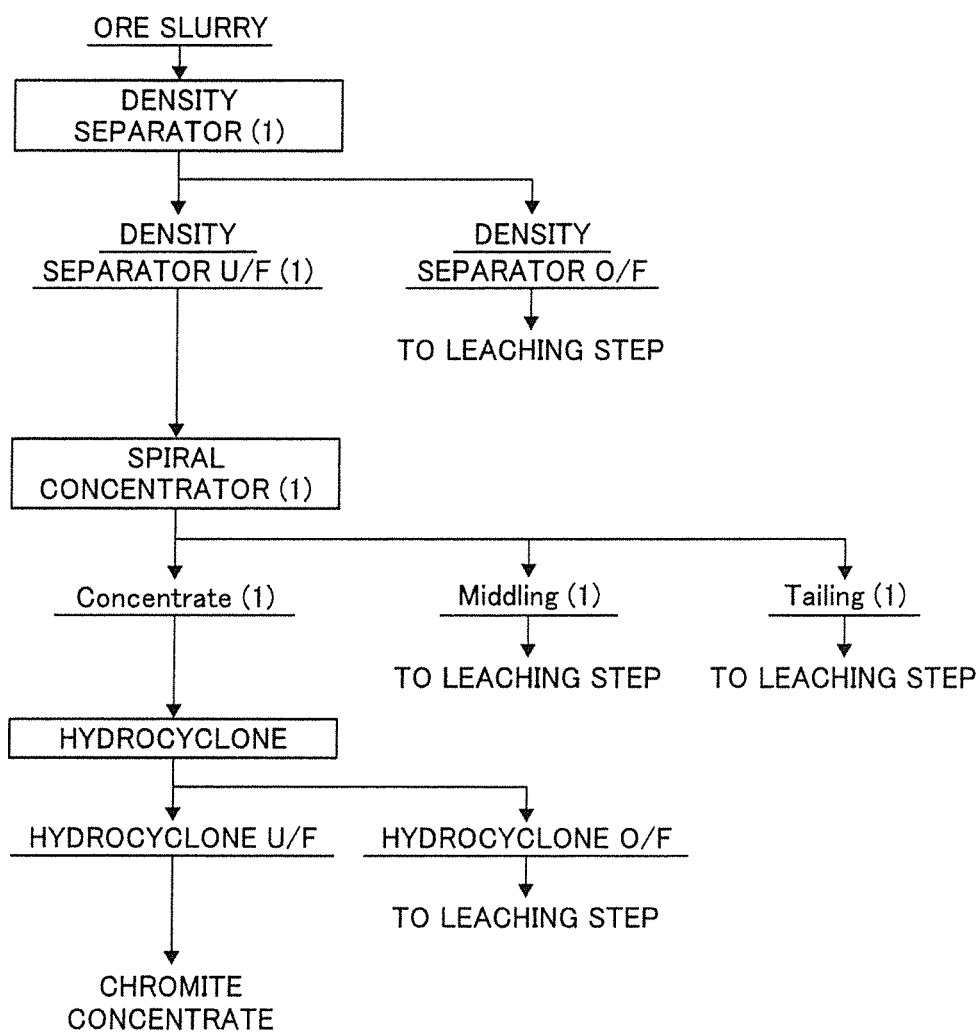 ORE SLURRY
DENSITY
SEPARATOR (1)
DENSITY
SEPARATOR U/F (1)
DENSITY
SEPARATOR O/F
TO LEACHING STEP
SPIRAL
CONCENTRATOR (1)
Concentrate (1)
Middling (1)
Tailing (1)
TO LEACHING STEP
TO LEACHING STEP
HYDROCYCLONE
HYDROCYCLONE U/F
HYDROCYCLONE O/F
TO LEACHING STEP
CHROMITE
CONCENTRATE